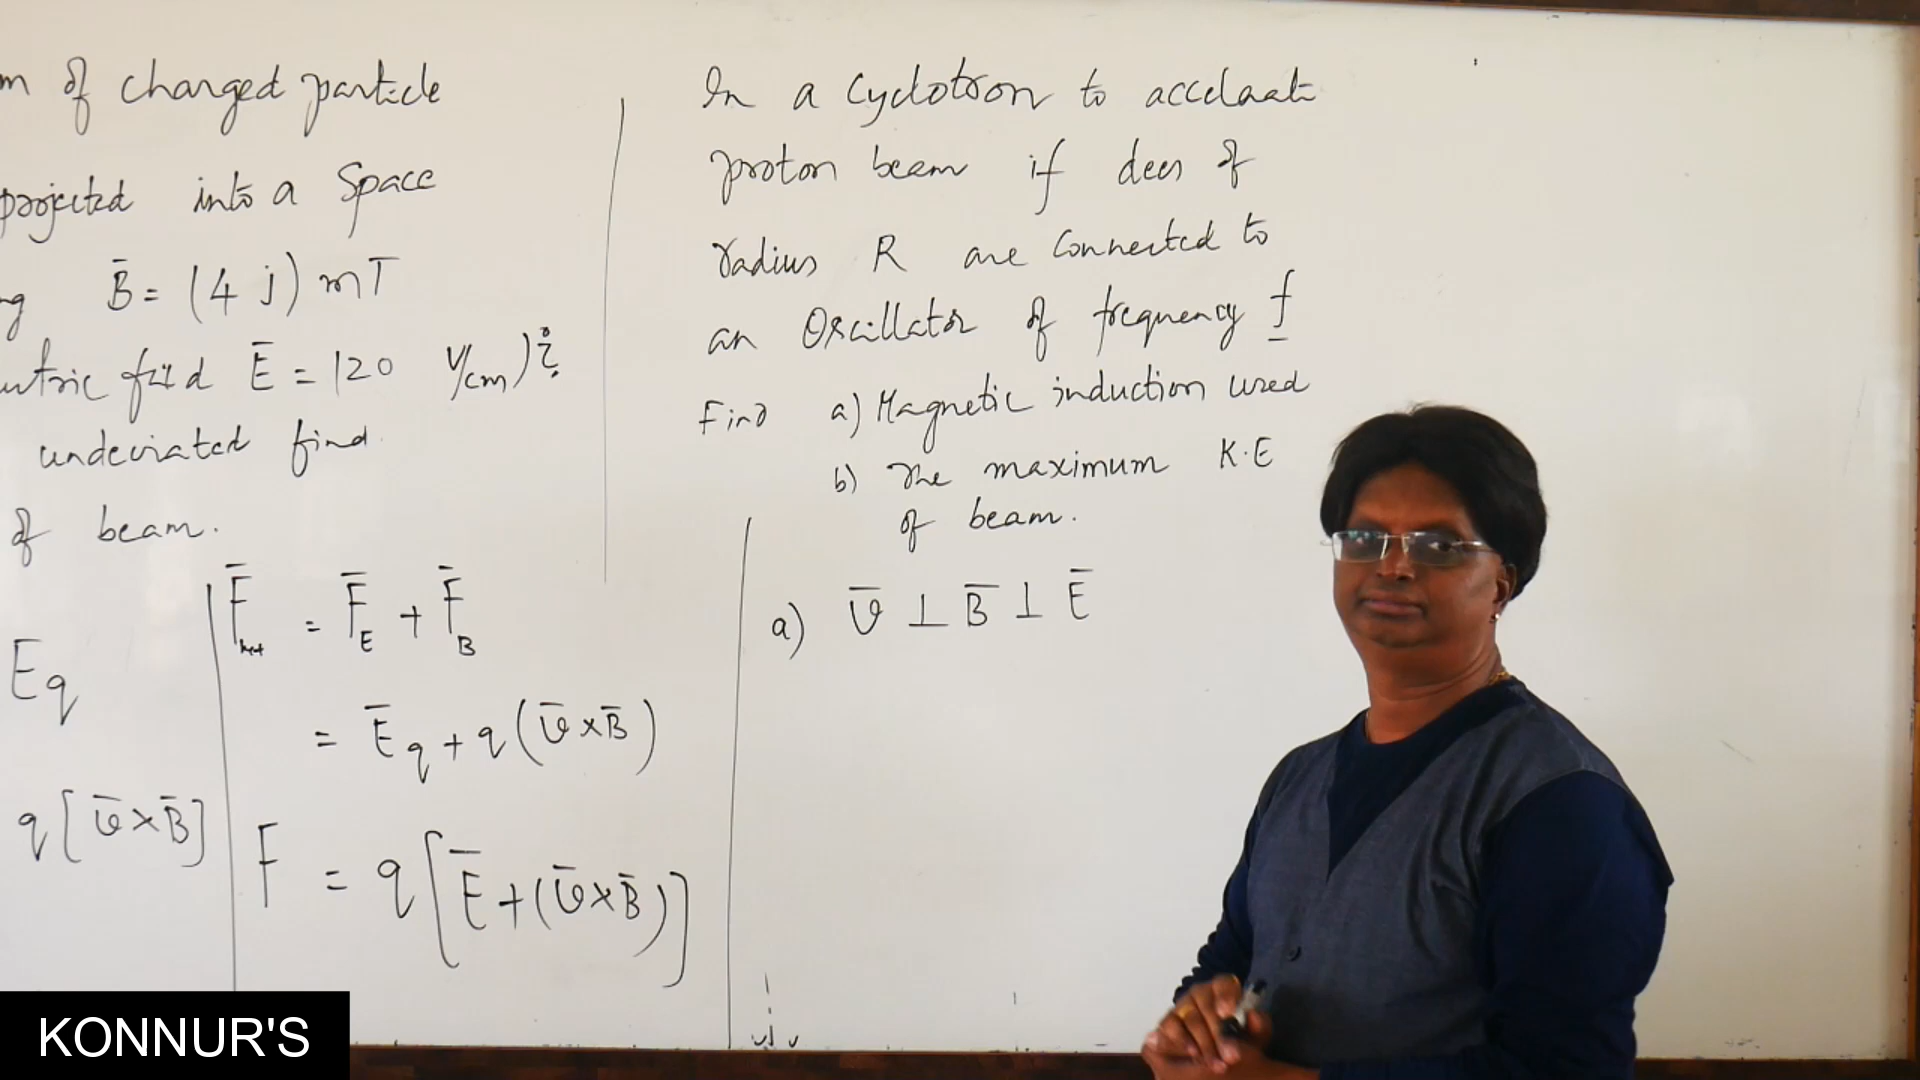 m of charged particle
projected into a Space
ng B̄ = (4 j) mT
ctric field Ē = 120 V/cm) î
undeviated find
of beam.
Eq
q[v̄×B̄]
F̄net = F̄E + F̄B
= Ēq + q(v̄×B̄)
F = q[Ē+(v̄×B̄)]
In a Cyclotron to accelaate
proton beam if dees of
radius R are Connected to
an Oscillator of frequency f
Find a) Magnetic induction used
b) The maximum K.E
of beam.
a) v̄ ⊥ B̄ ⊥ Ē
KONNUR'S